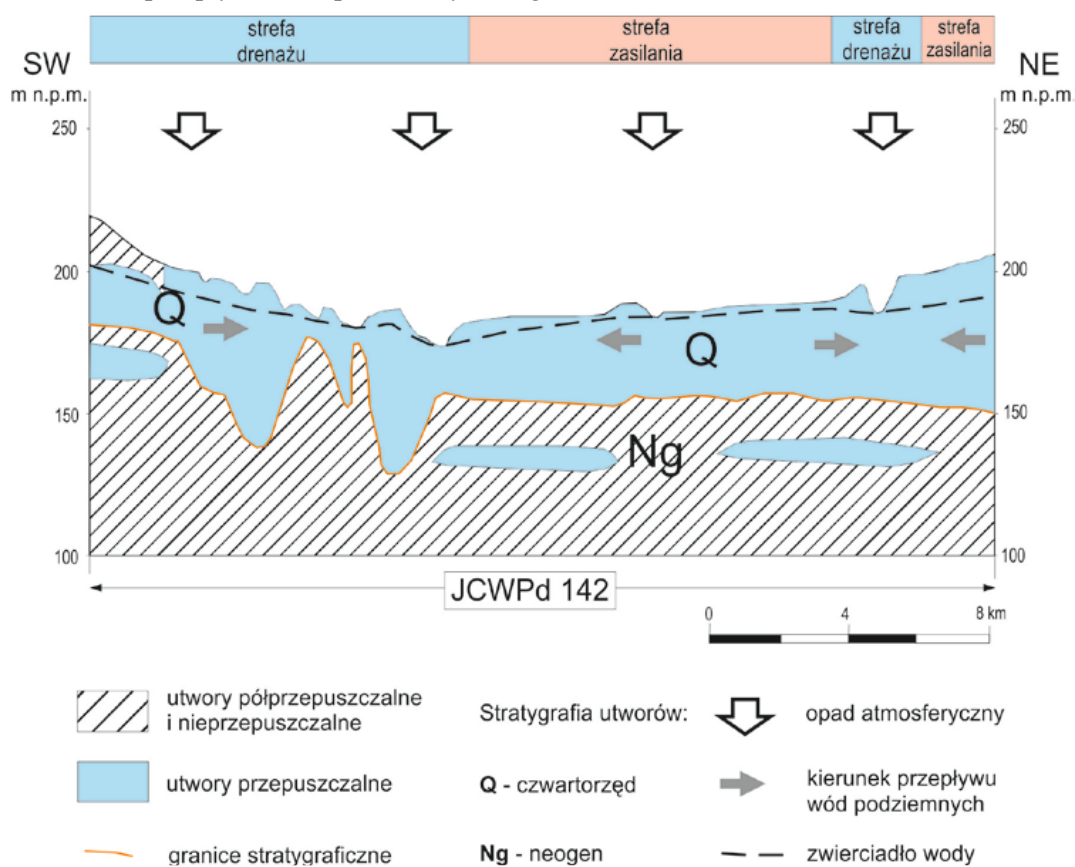 strefa
drenażu
strefa
zasilania
strefa
drenażu
strefa
zasilania
SW
NE
m n.p.m.
m n.p.m.
250
250
200
200
Q
Q
150
150
Ng
100
100
JCWPd 142
0 4 8 km
utwory półprzepuszczalne
i nieprzepuszczalne
Stratygrafia utworów:
opad atmosferyczny
utwory przepuszczalne
Q - czwartorzęd
kierunek przepływu
wód podziemnych
granice stratygraficzne
Ng - neogen
zwierciadło wody